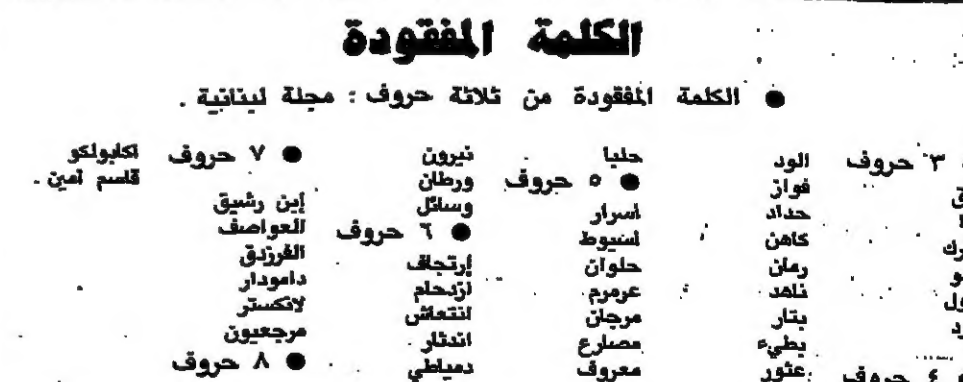 الكلمة المفقودة
● الكلمة المفقودة من ثلاثة حروف : مجلة لبنانية .
٣ حروف
● ٤ حروف
الود
فواز
حداد
كاهن
رمان
ناهد
بتار
بطيء
عثور
حليا
● ٥ حروف
اسرار
اسيوط
حلوان
عرمرم
مرجان
مصارع
معروف
نيرون
ورطان
وسائل
● ٦ حروف
إرتجاف
ازدحام
انتعاش
اندثار
دمياطي
● ٧ حروف
إبن رشيق
العواصف
الفرزدق
دامودار
لانكستر
مرجعيون
● ٨ حروف
اكابولكو
قاسم أمين .